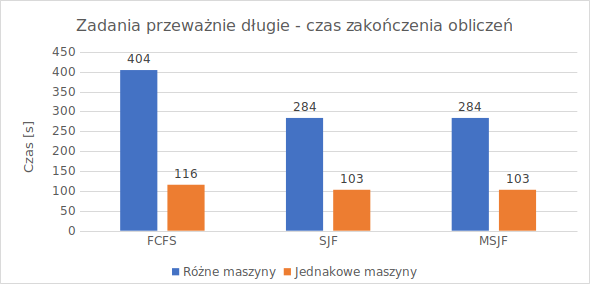 Zadania przeważnie długie - czas zakończenia obliczeń
Czas [s]
450
400
350
300
250
200
150
100
50
0
404
116
284
103
284
103
FCFS
SJF
MSJF
Różne maszyny
Jednakowe maszyny